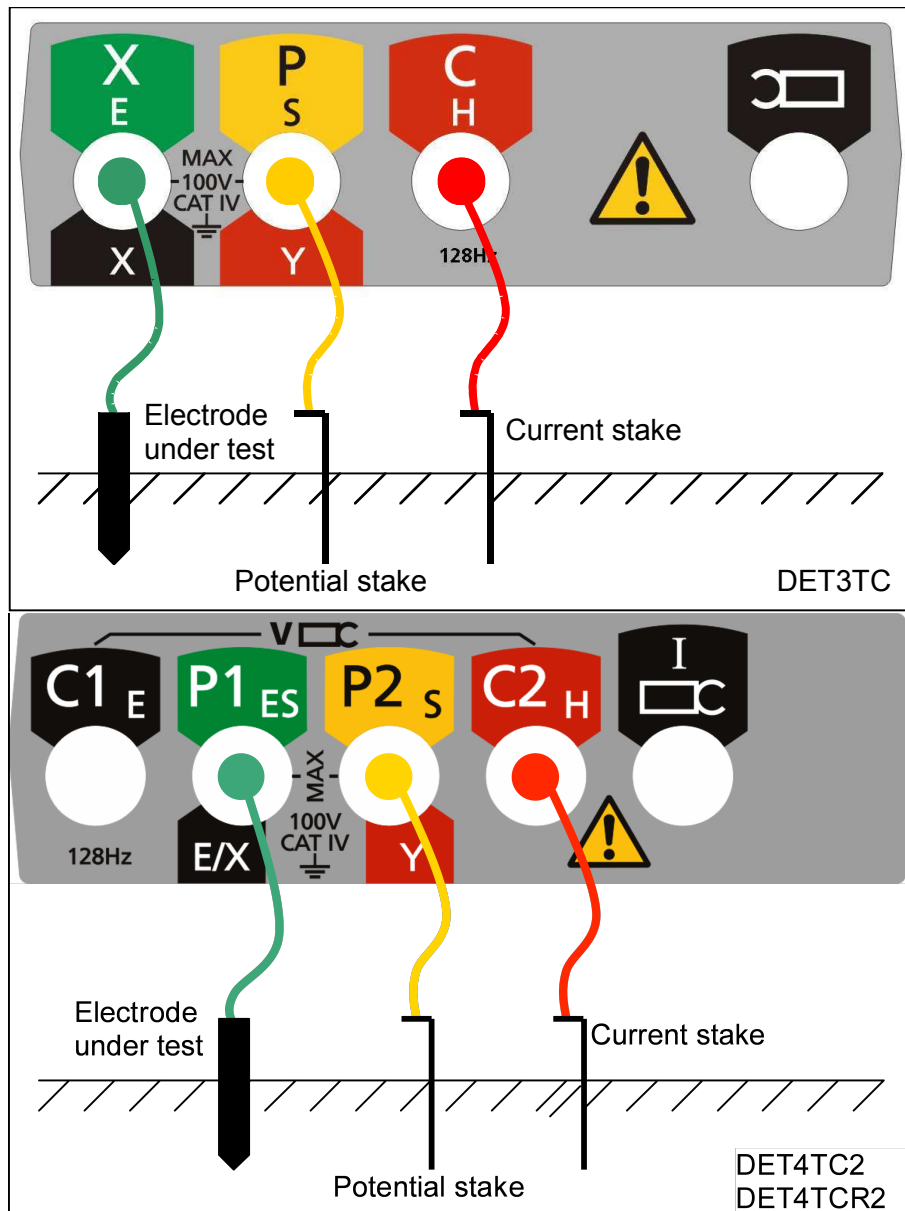 X
E
P
S
C
H
MAX
100V
CAT IV
X
Y
128Hz
Electrode
under test
Current stake
Potential stake
DET3TC
V C
C1 E
P1 ES
P2 S
C2 H
I
C
MAX
100V
CAT IV
128Hz
E/X
Y
Electrode
under test
Current stake
Potential stake
DET4TC2
DET4TCR2